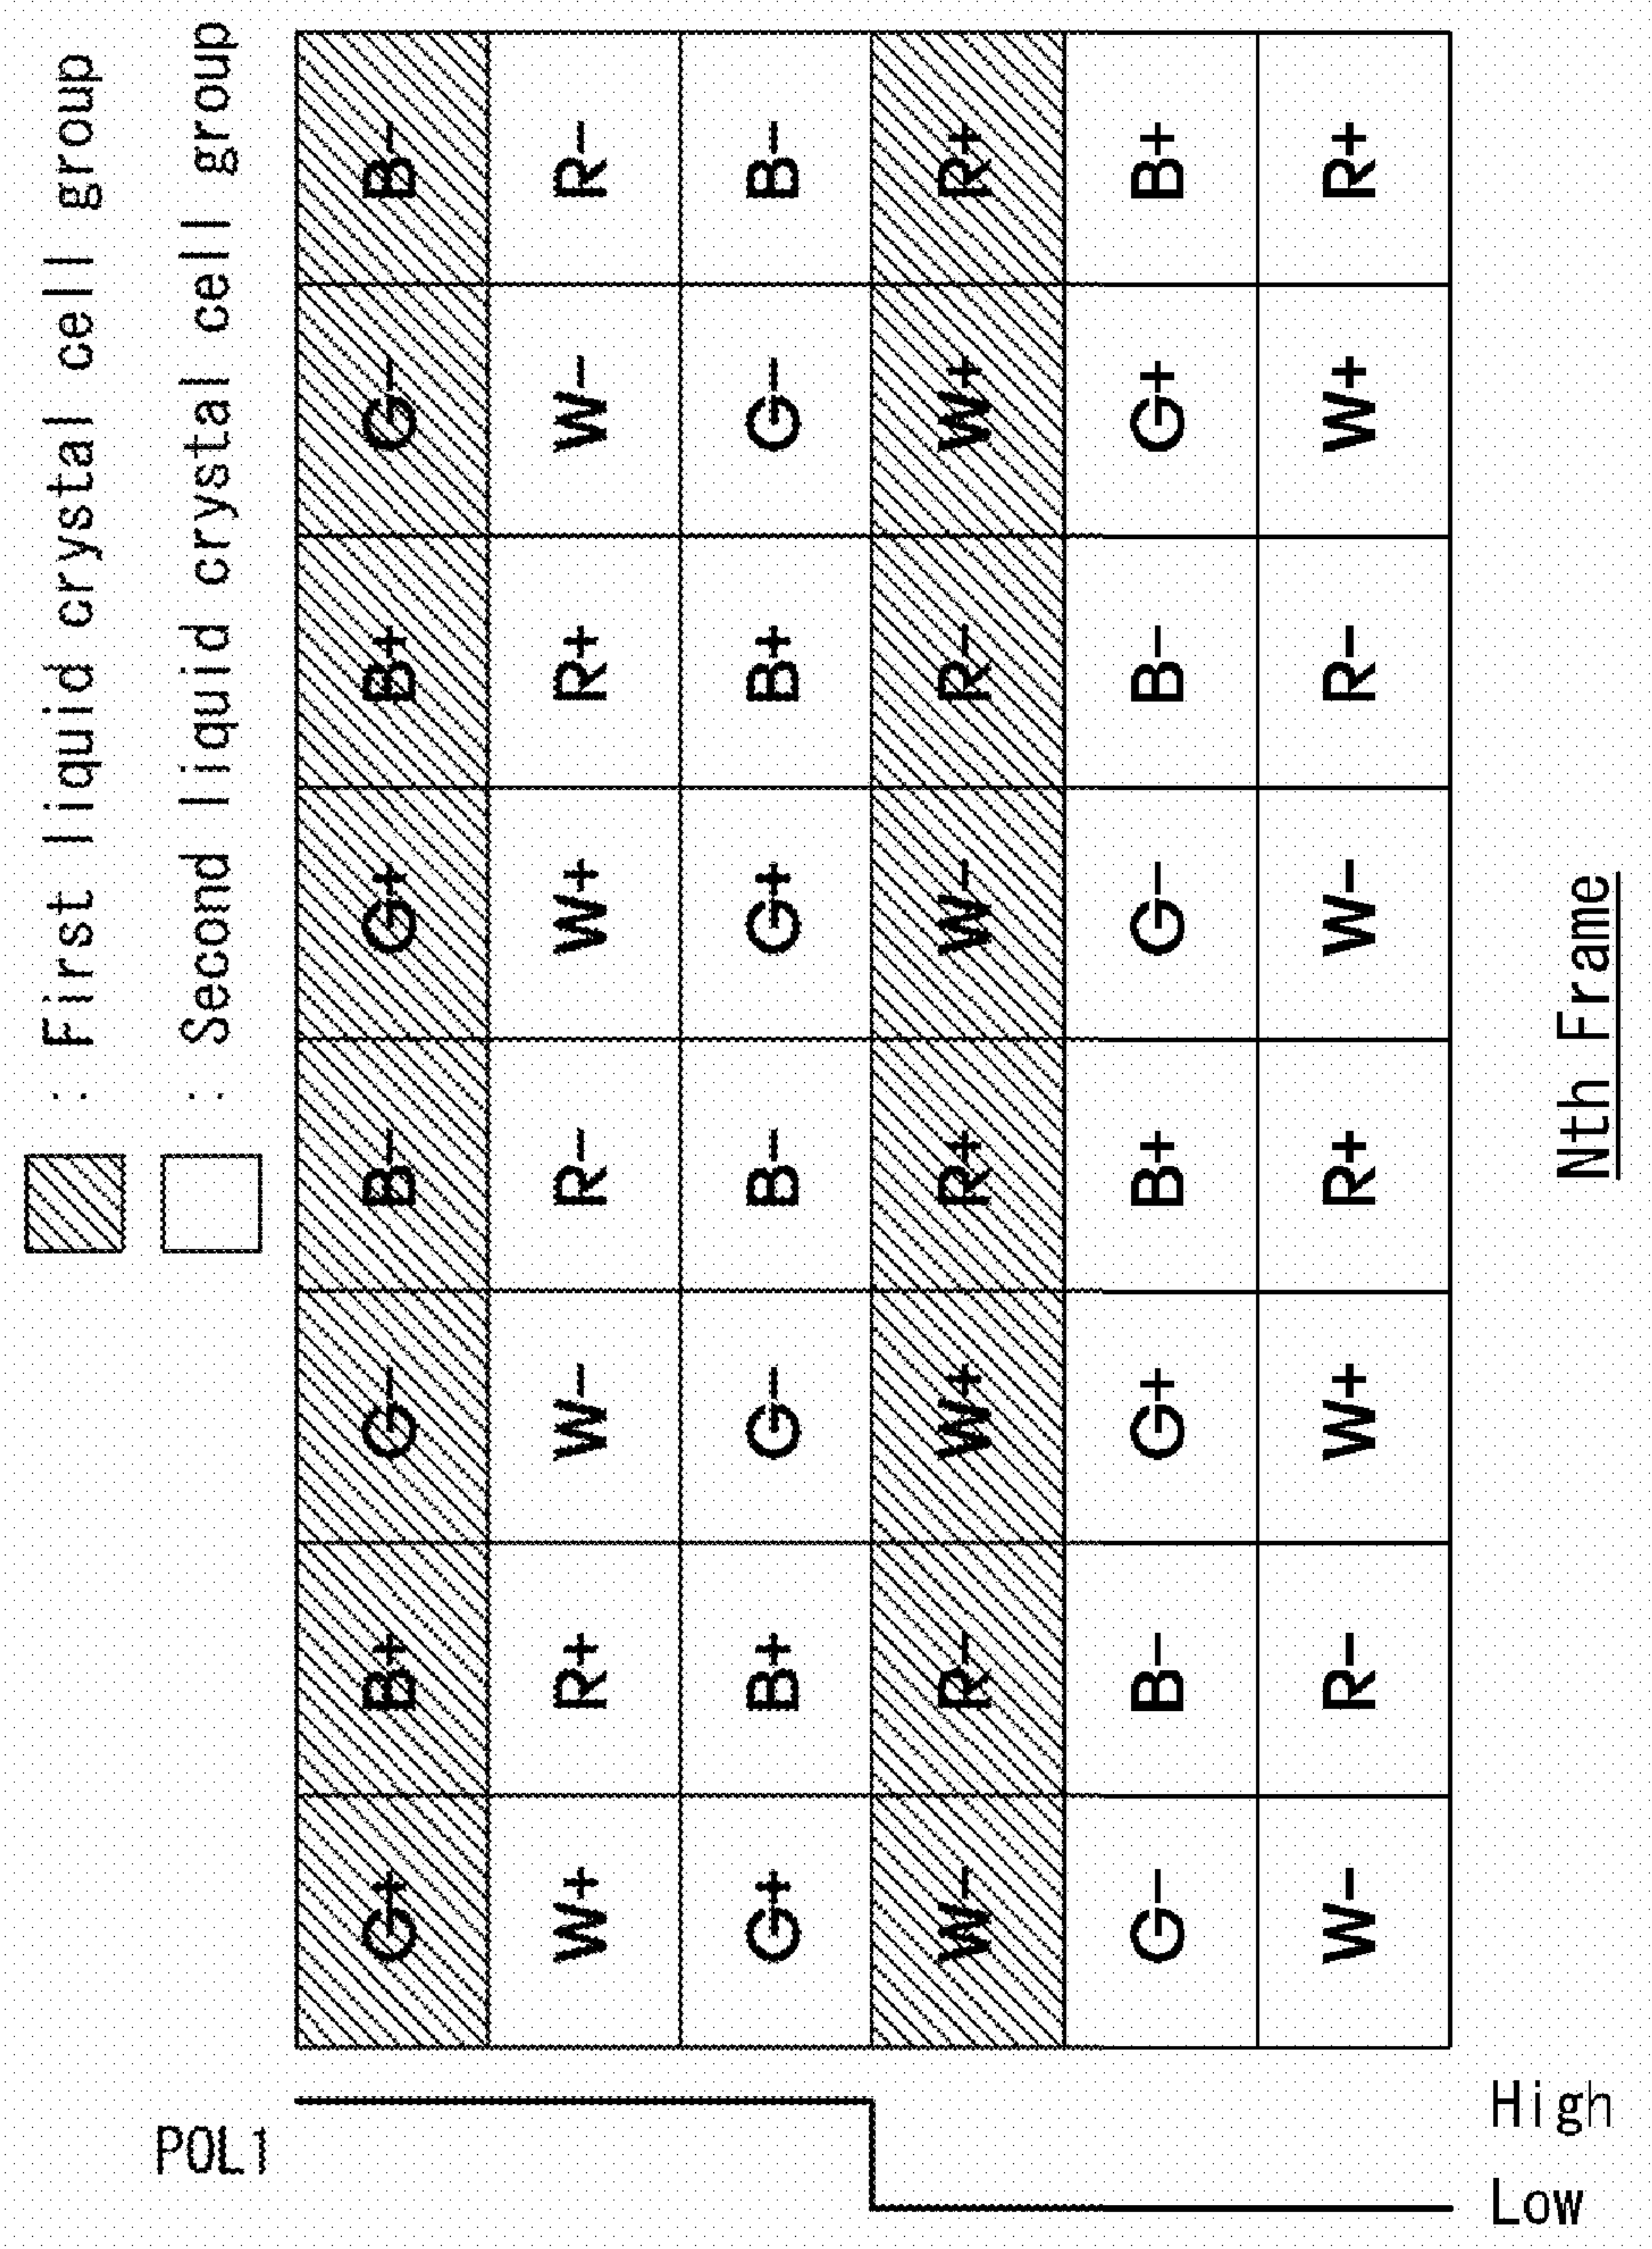 : First liquid crystal cell group
: Second liquid crystal cell group
POL1
G+ B+ G− B− G+ B+ G− B−
W+ R+ W− R− W+ R+ W− R−
G+ B+ G− B− G+ B+ G− B−
W− R− W+ R+ W− R− W+ R+
G− B− G+ B+ G− B− G+ B+
W− R− W+ R+ W− R− W+ R+
Low High
Nth Frame